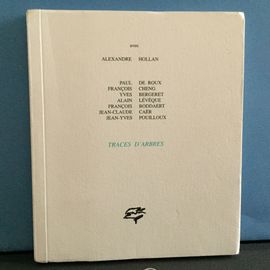 avec
ALEXANDRE HOLLAN
PAUL DE ROUX
FRANÇOIS CHENG
YVES BERGERET
ALAIN LÉVÊQUE
FRANÇOIS BODDAERT
JEAN-CLAUDE CAER
JEAN-YVES POUILLOUX
TRACES D'ARBRES